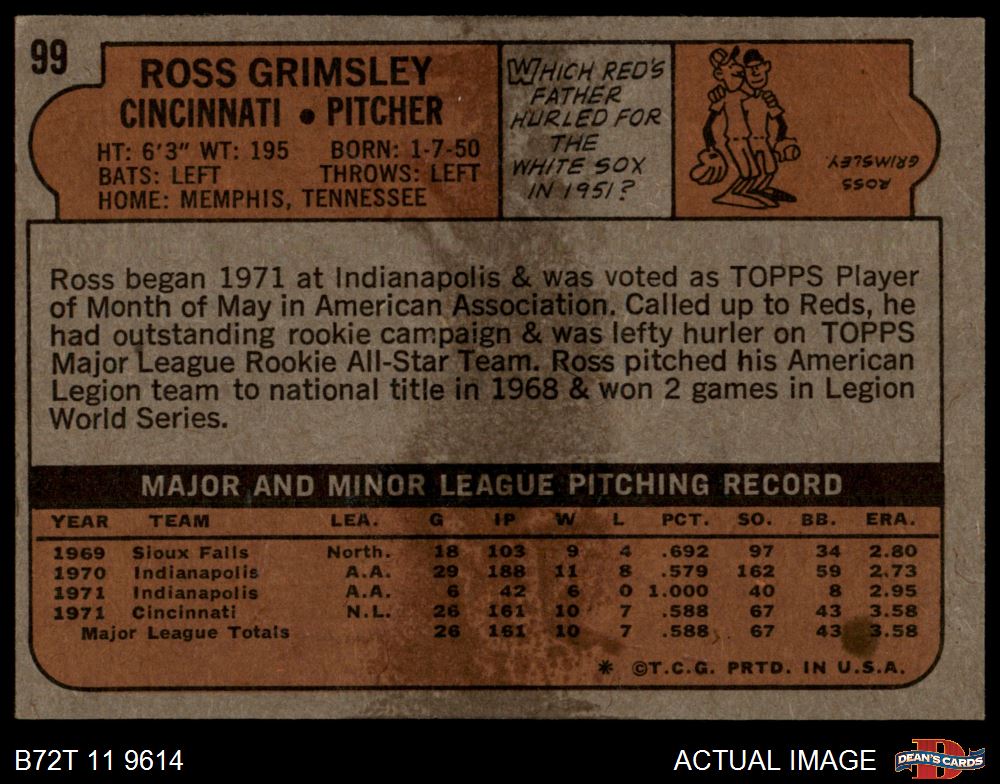 99
ROSS GRIMSLEY
CINCINNATI • PITCHER
HT: 6'3" WT: 195 BORN: 1-7-50
BATS: LEFT THROWS: LEFT
HOME: MEMPHIS, TENNESSEE
WHICH RED'S
FATHER
HURLED FOR
THE
WHITE SOX
IN 1951?
ROSS
GRIMSLEY
Ross began 1971 at Indianapolis & was voted as TOPPS Player
of Month of May in American Association. Called up to Reds, he
had outstanding rookie campaign & was lefty hurler on TOPPS
Major League Rookie All-Star Team. Ross pitched his American
Legion team to national title in 1968 & won 2 games in Legion
World Series.
MAJOR AND MINOR LEAGUE PITCHING RECORD
YEAR TEAM LEA. G IP W L PCT. SO. BB. ERA.
1969 Sioux Falls North. 18 103 9 4 .692 97 34 2.80
1970 Indianapolis A.A. 29 188 11 8 .579 162 59 2.73
1971 Indianapolis A.A. 6 42 6 0 1.000 40 8 2.95
1971 Cincinnati N.L. 26 161 10 7 .588 67 43 3.58
Major League Totals 26 161 10 7 .588 67 43 3.58
* ©T.C.G. PRTD. IN U.S.A.
B72T 11 9614
ACTUAL IMAGE
DEAN'S CARDS